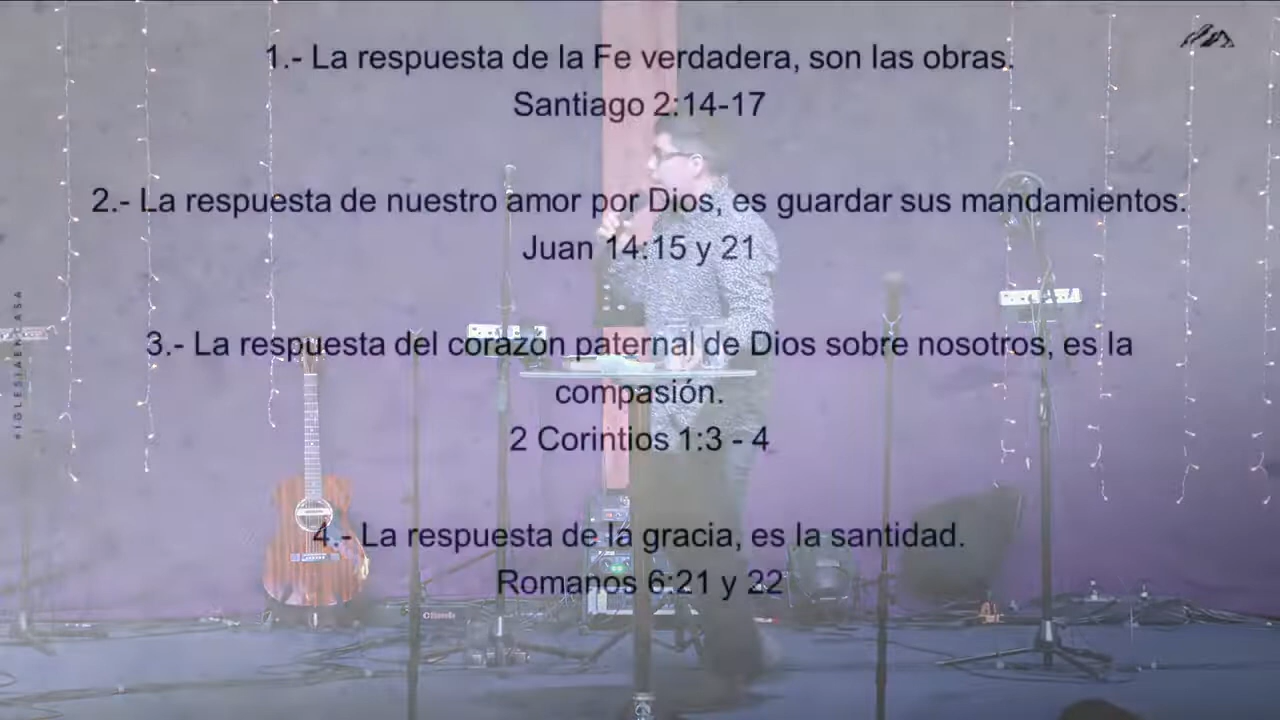 1.- La respuesta de la Fe verdadera, son las obras.
Santiago 2:14-17
2.- La respuesta de nuestro amor por Dios, es guardar sus mandamientos.
Juan 14:15 y 21
3.- La respuesta del corazón paternal de Dios sobre nosotros, es la
compasión.
2 Corintios 1:3 - 4
4.- La respuesta de la gracia, es la santidad.
Romanos 6:21 y 22
#IGLESIAENCASA
Climb